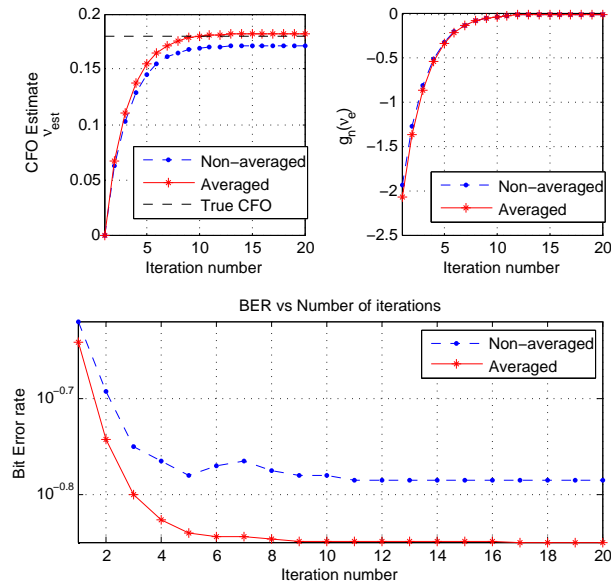 0.2
0.15
0.1
0.05
0
5 10 15 20
Iteration number
CFO Estimate
ν_est
Non−averaged
Averaged
True CFO
0
−0.5
−1
−1.5
−2
−2.5
5 10 15 20
Iteration number
g_n(ν_e)
Non−averaged
Averaged
BER vs Number of iterations
10^−0.7
10^−0.8
2 4 6 8 10 12 14 16 18 20
Iteration number
Bit Error rate
Non−averaged
Averaged